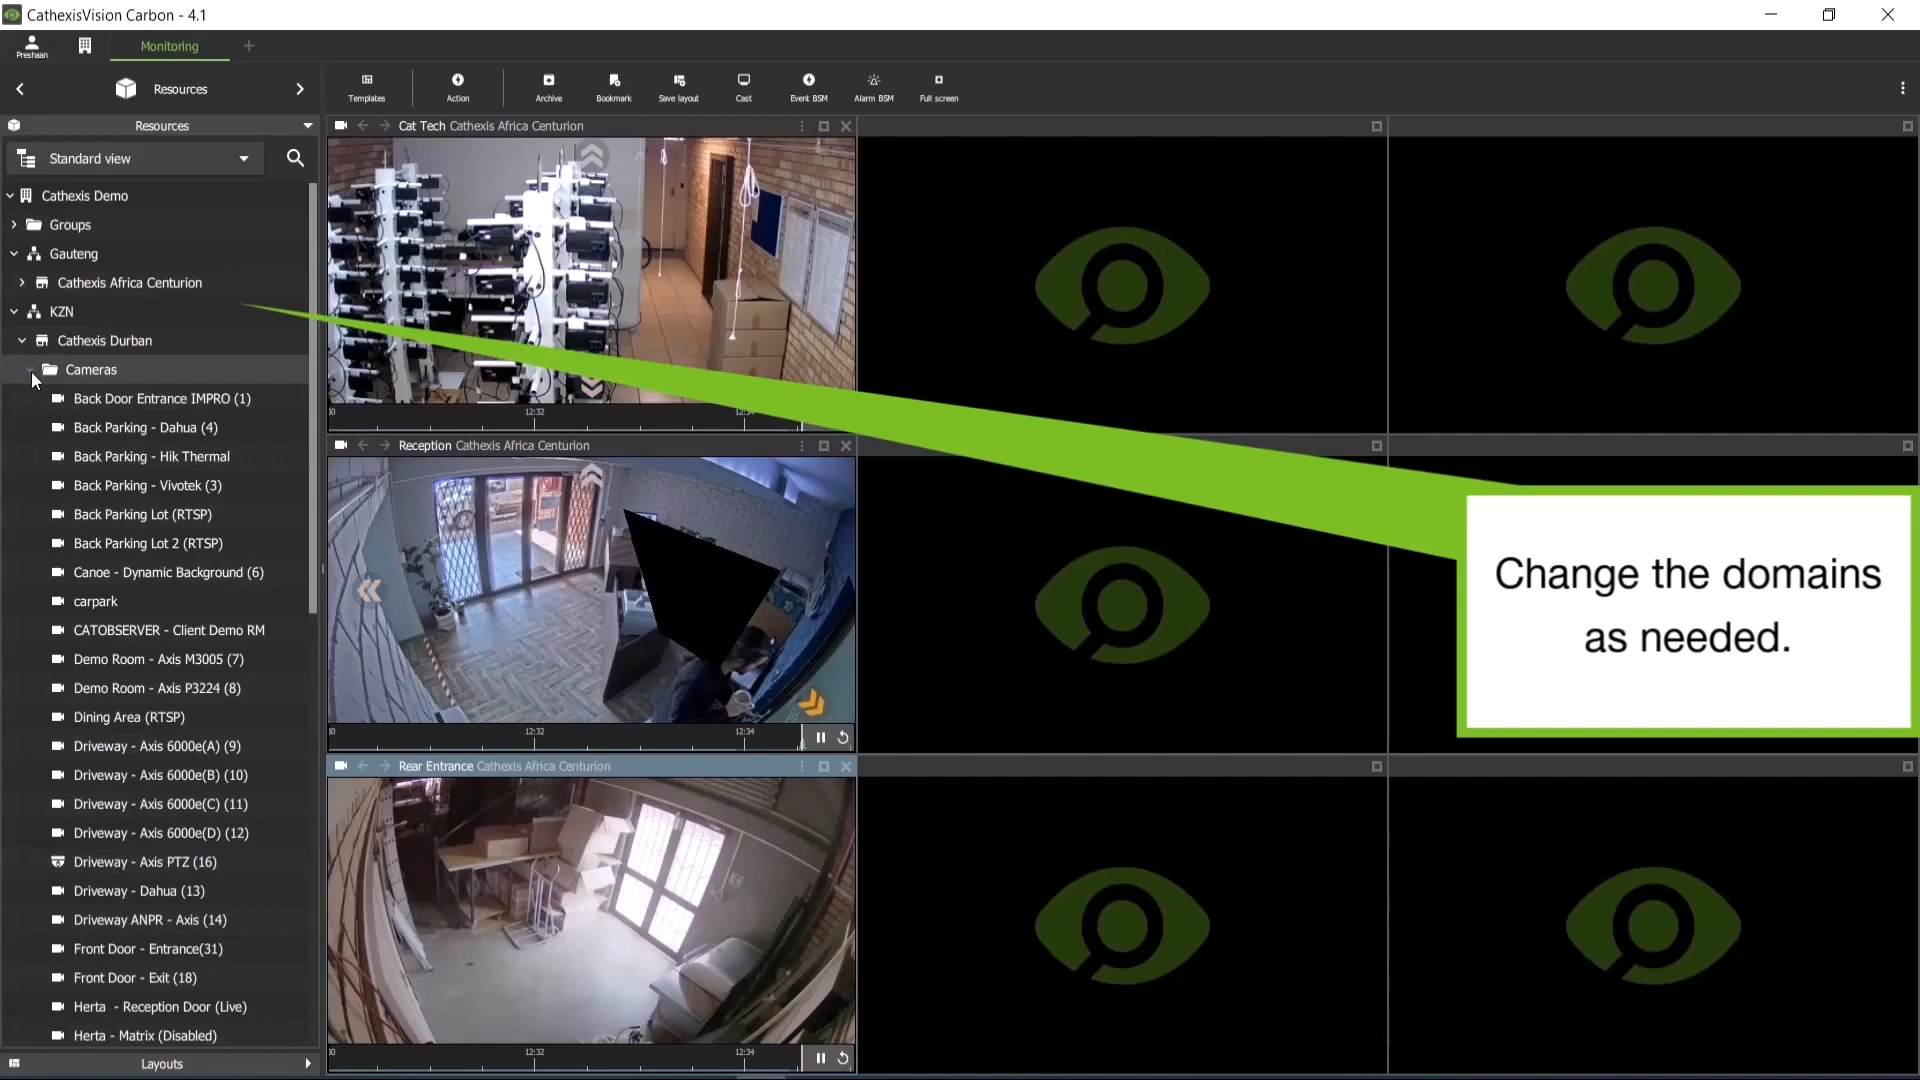 CathexisVision Carbon - 4.1
Preshaan
Monitoring
Resources
Templates
Action
Archive
Bookmark
Save layout
Cast
Event BSM
Alarm BSM
Full screen
Resources
Standard view
Cathexis Demo
Groups
Gauteng
Cathexis Africa Centurion
KZN
Cathexis Durban
Cameras
Back Door Entrance IMPRO (1)
Back Parking - Dahua (4)
Back Parking - Hik Thermal
Back Parking - Vivotek (3)
Back Parking Lot (RTSP)
Back Parking Lot 2 (RTSP)
Canoe - Dynamic Background (6)
carpark
CATOBSERVER - Client Demo RM
Demo Room - Axis M3005 (7)
Demo Room - Axis P3224 (8)
Dining Area (RTSP)
Driveway - Axis 6000e(A) (9)
Driveway - Axis 6000e(B) (10)
Driveway - Axis 6000e(C) (11)
Driveway - Axis 6000e(D) (12)
Driveway - Axis PTZ (16)
Driveway - Dahua (13)
Driveway ANPR - Axis (14)
Front Door - Entrance(31)
Front Door - Exit (18)
Herta - Reception Door (Live)
Herta - Matrix (Disabled)
Layouts
Cat Tech Cathexis Africa Centurion
12:32
Reception Cathexis Africa Centurion
12:32 12:34
Rear Entrance Cathexis Africa Centurion
12:32 12:34
Change the domains
as needed.